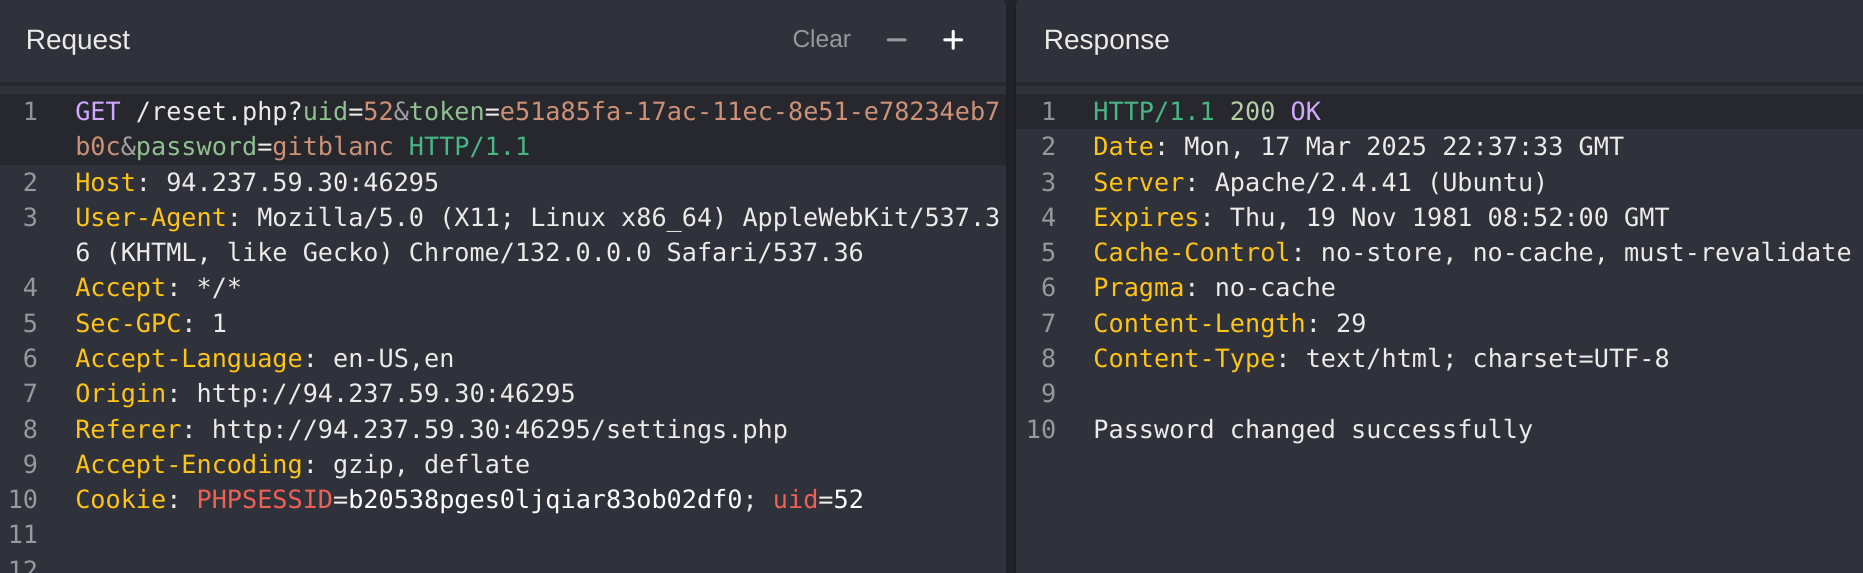 Request
Clear − +
1 GET /reset.php?uid=52&token=e51a85fa-17ac-11ec-8e51-e78234eb7
b0c&password=gitblanc HTTP/1.1
2 Host: 94.237.59.30:46295
3 User-Agent: Mozilla/5.0 (X11; Linux x86_64) AppleWebKit/537.3
6 (KHTML, like Gecko) Chrome/132.0.0.0 Safari/537.36
4 Accept: */*
5 Sec-GPC: 1
6 Accept-Language: en-US,en
7 Origin: http://94.237.59.30:46295
8 Referer: http://94.237.59.30:46295/settings.php
9 Accept-Encoding: gzip, deflate
10 Cookie: PHPSESSID=b20538pges0ljqiar83ob02df0; uid=52
11
12
Response
1 HTTP/1.1 200 OK
2 Date: Mon, 17 Mar 2025 22:37:33 GMT
3 Server: Apache/2.4.41 (Ubuntu)
4 Expires: Thu, 19 Nov 1981 08:52:00 GMT
5 Cache-Control: no-store, no-cache, must-revalidate
6 Pragma: no-cache
7 Content-Length: 29
8 Content-Type: text/html; charset=UTF-8
9
10 Password changed successfully